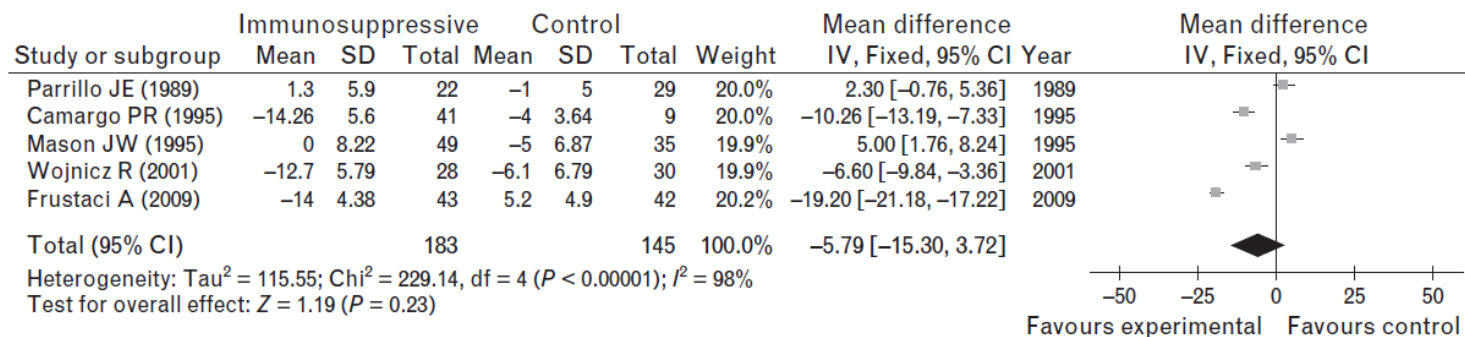 Immunosuppressive Control Mean difference Mean difference
Study or subgroup Mean SD Total Mean SD Total Weight IV, Fixed, 95% CI Year IV, Fixed, 95% CI
Parrillo JE (1989) 1.3 5.9 22 −1 5 29 20.0% 2.30 [−0.76, 5.36] 1989
Camargo PR (1995) −14.26 5.6 41 −4 3.64 9 20.0% −10.26 [−13.19, −7.33] 1995
Mason JW (1995) 0 8.22 49 −5 6.87 35 19.9% 5.00 [1.76, 8.24] 1995
Wojnicz R (2001) −12.7 5.79 28 −6.1 6.79 30 19.9% −6.60 [−9.84, −3.36] 2001
Frustaci A (2009) −14 4.38 43 5.2 4.9 42 20.2% −19.20 [−21.18, −17.22] 2009
Total (95% CI) 183 145 100.0% −5.79 [−15.30, 3.72]
Heterogeneity: Tau² = 115.55; Chi² = 229.14, df = 4 (P < 0.00001); I² = 98%
Test for overall effect: Z = 1.19 (P = 0.23)
−50 −25 0 25 50
Favours experimental Favours control